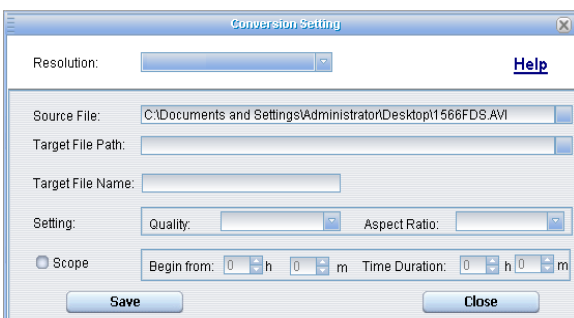 Conversion Setting
Resolution:
Help
Source File: C:\Documents and Settings\Administrator\Desktop\1566FDS.AVI
Target File Path:
Target File Name:
Setting: Quality: Aspect Ratio:
Scope Begin from: 0 h 0 m Time Duration: 0 h 0 m
Save Close